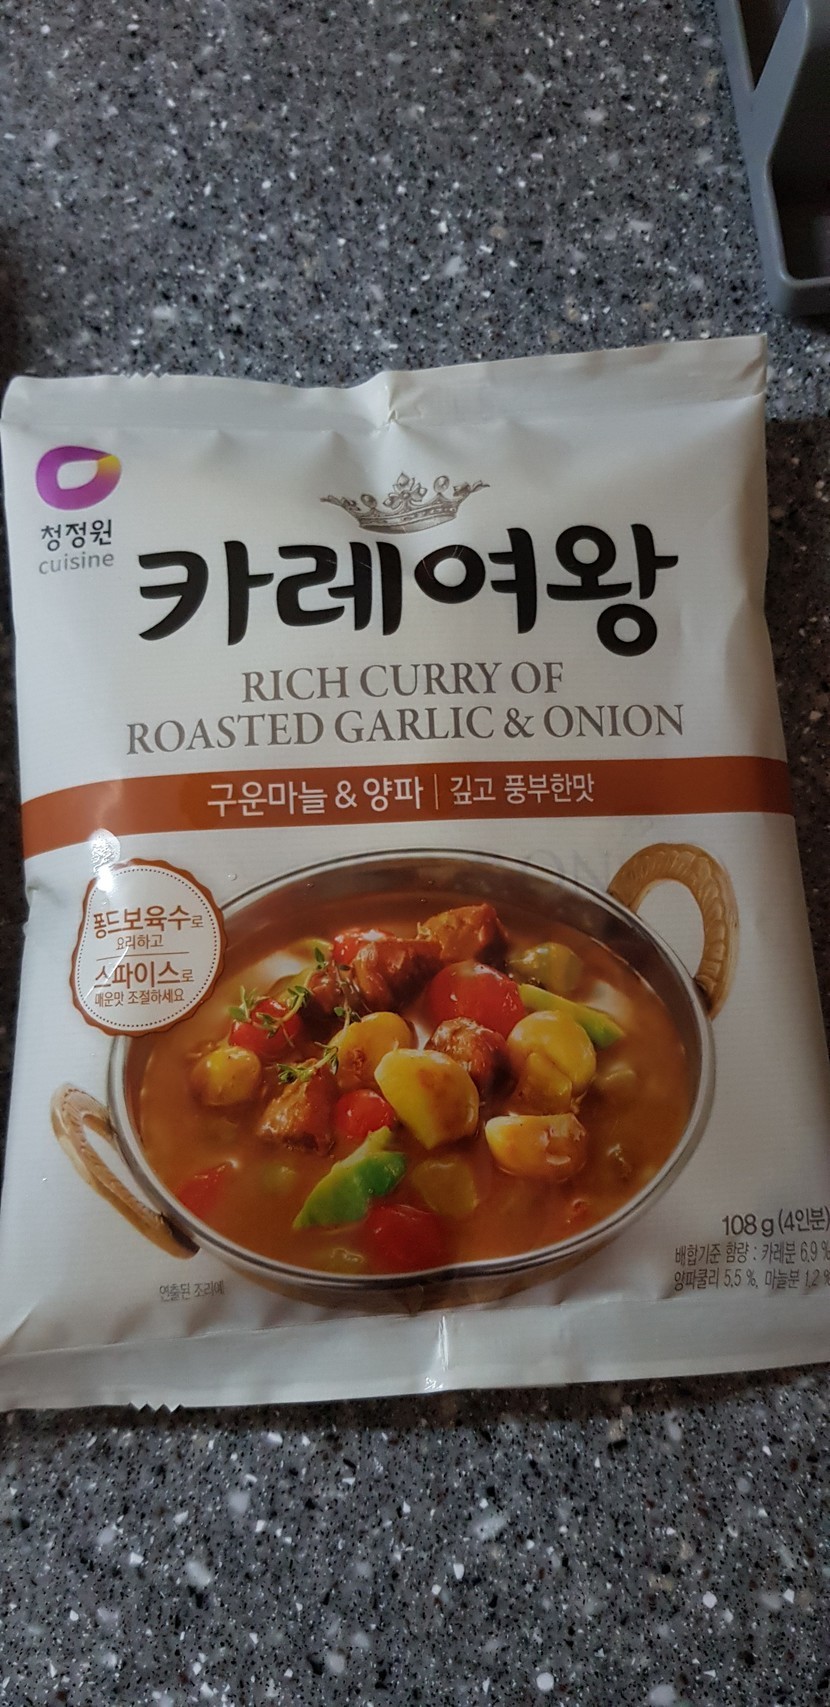 청정원
cuisine
카레여왕
RICH CURRY OF
ROASTED GARLIC & ONION
구운마늘 & 양파 | 깊고 풍부한맛
퐁드보육수로
요리하고
스파이스로
매운맛 조절하세요
108 g (4인분)
배합기준 함량 : 카레분 6.9 %
양파쿨리 5.5 %, 마늘분 1.2 %
연출된 조리예